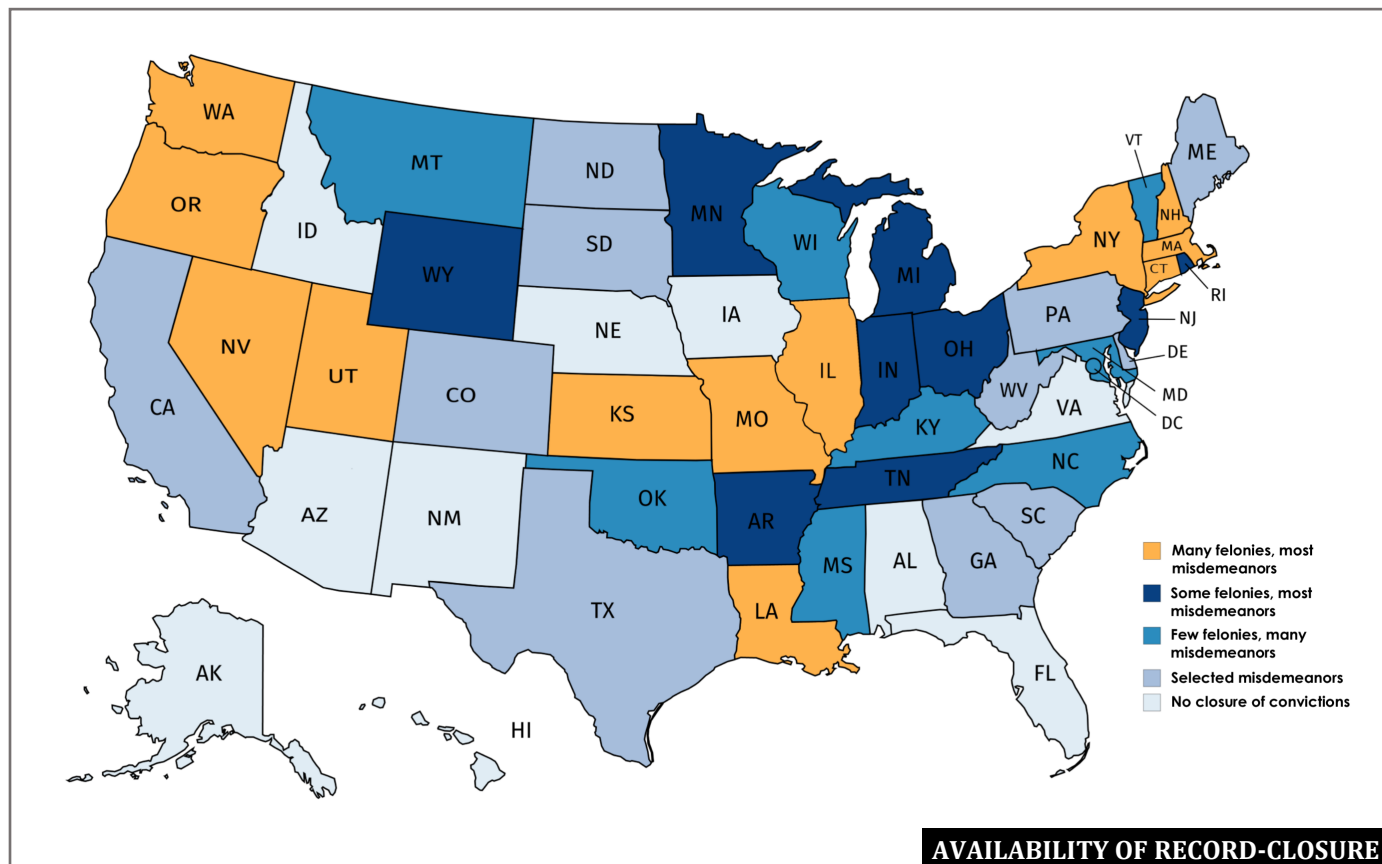 WA
MT
ND
MN
VT
ME
OR
ID
SD
WI
MI
NY
NH
MA
CT
RI
WY
NE
IA
PA
NJ
NV
UT
CO
KS
MO
IL
IN
OH
WV
VA
DE
MD
DC
CA
KY
NC
AZ
NM
OK
AR
TN
SC
MS
AL
GA
TX
LA
FL
AK
HI
Many felonies, most
misdemeanors
Some felonies, most
misdemeanors
Few felonies, many
misdemeanors
Selected misdemeanors
No closure of convictions
AVAILABILITY OF RECORD-CLOSURE